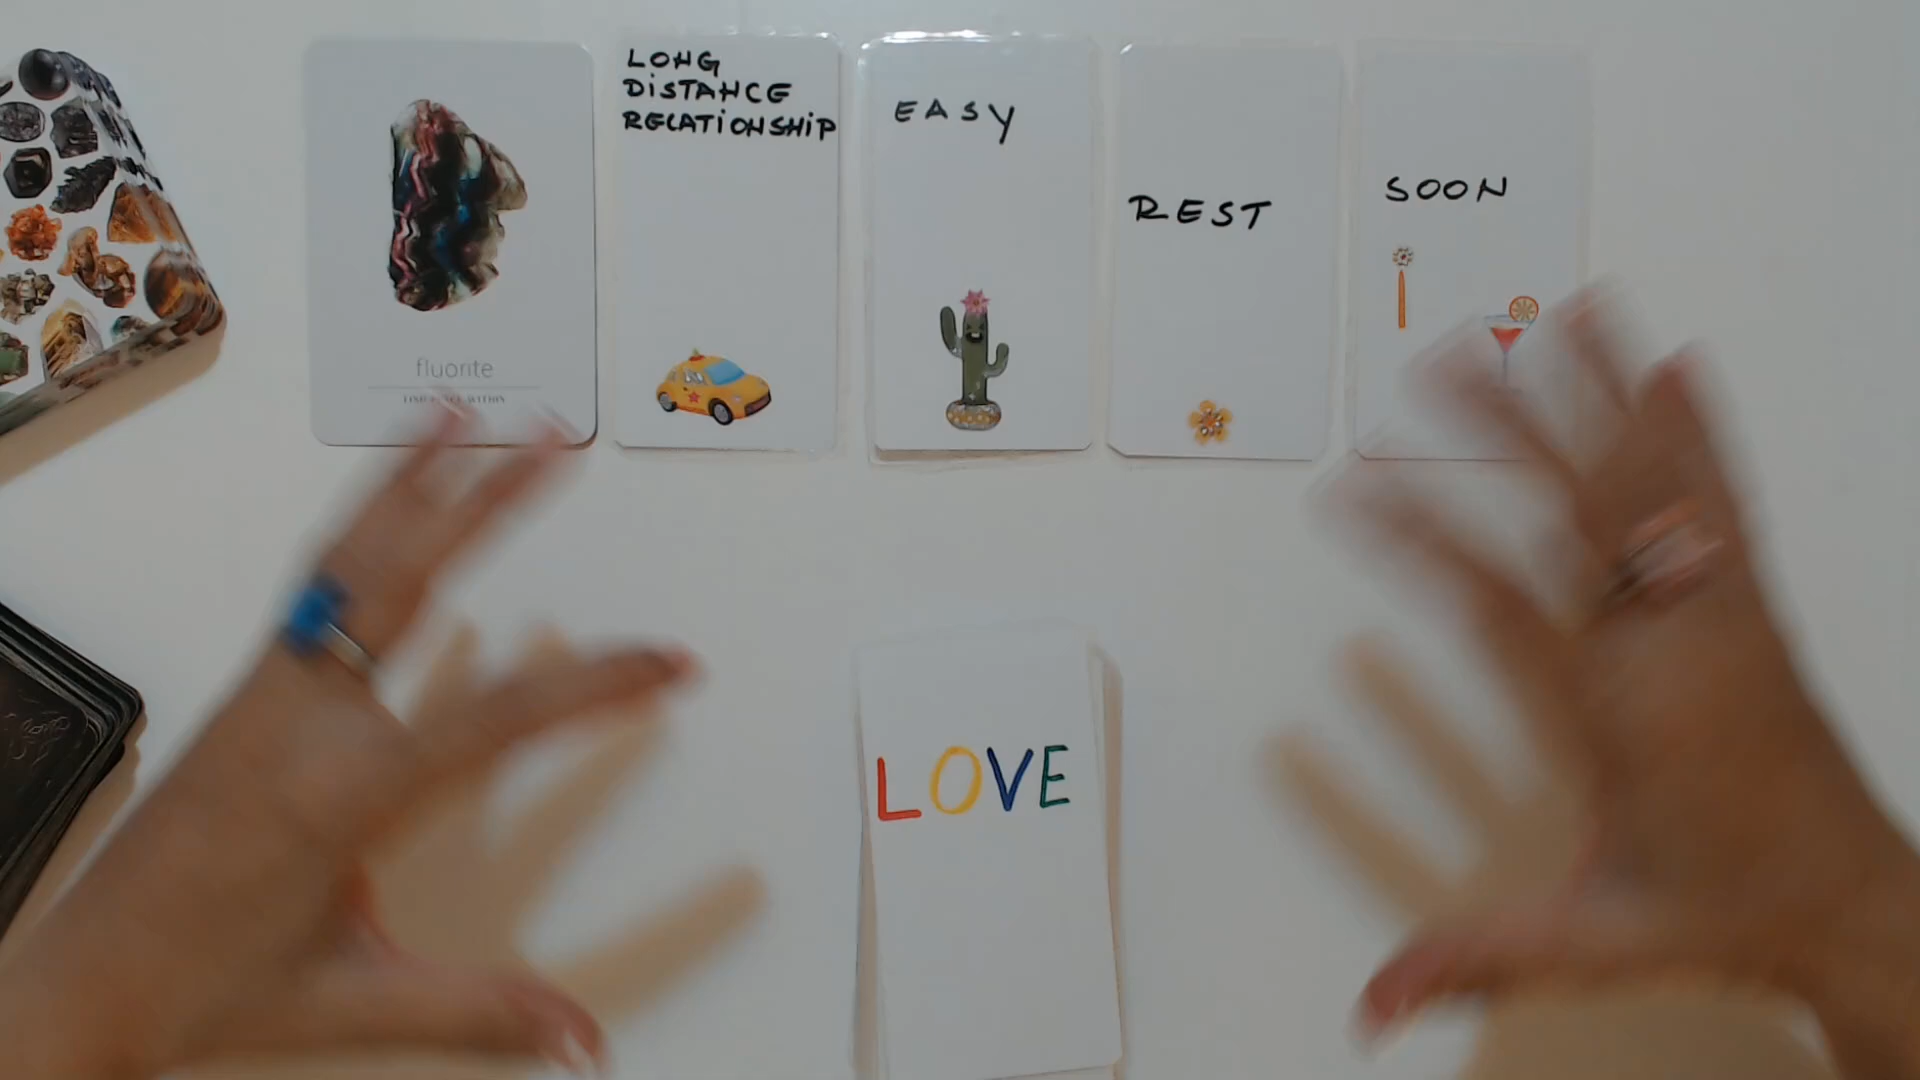 LONG
DiSTANCE
RELATiONSHiP
EASY
REST
SOON
fluorite
LOVE